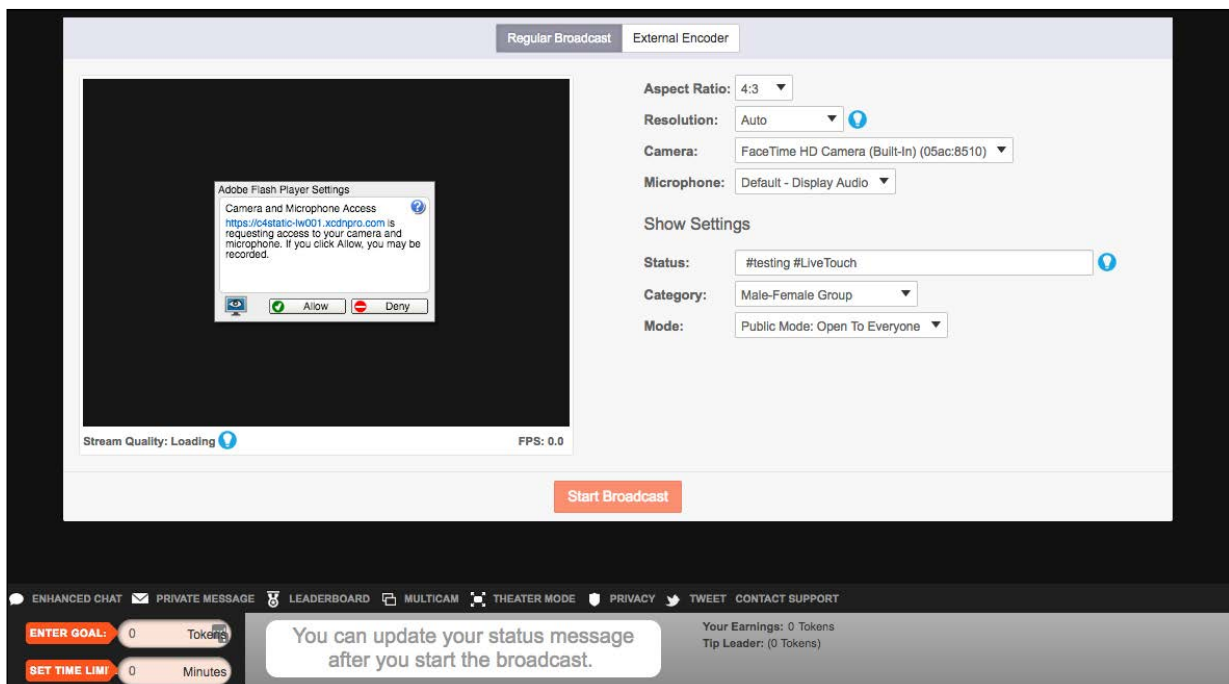 Regular Broadcast External Encoder
Aspect Ratio: 4:3
Resolution: Auto
Camera: FaceTime HD Camera (Built-In) (05ac:8510)
Microphone: Default - Display Audio
Adobe Flash Player Settings
Camera and Microphone Access
https://c4static-lw001.xcdnpro.com is
requesting access to your camera and
microphone. If you click Allow, you may be
recorded.
Allow Deny
Show Settings
Status: #testing #LiveTouch
Category: Male-Female Group
Mode: Public Mode: Open To Everyone
Stream Quality: Loading FPS: 0.0
Start Broadcast
ENHANCED CHAT PRIVATE MESSAGE LEADERBOARD MULTICAM THEATER MODE PRIVACY TWEET CONTACT SUPPORT
ENTER GOAL: 0 Tokens
SET TIME LIMI 0 Minutes
You can update your status message
after you start the broadcast.
Your Earnings: 0 Tokens
Tip Leader: (0 Tokens)